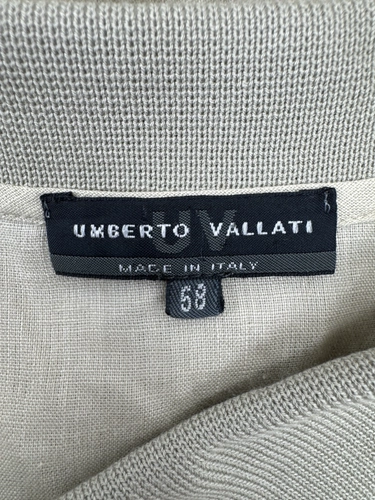 UV
UMBERTO VALLATI
MADE IN ITALY
58